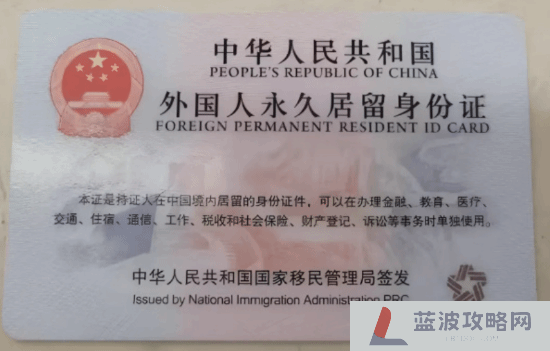 中华人民共和国
PEOPLE'S REPUBLIC OF CHINA
外国人永久居留身份证
FOREIGN PERMANENT RESIDENT ID CARD
本证是持证人在中国境内居留的身份证件，可以在办理金融、教育、医疗、
交通、住宿、通信、工作、税收和社会保险、财产登记、诉讼等事务时单独使用。
中华人民共和国国家移民管理局签发
Issued by National Immigration Administration PRC
蓝波攻略网